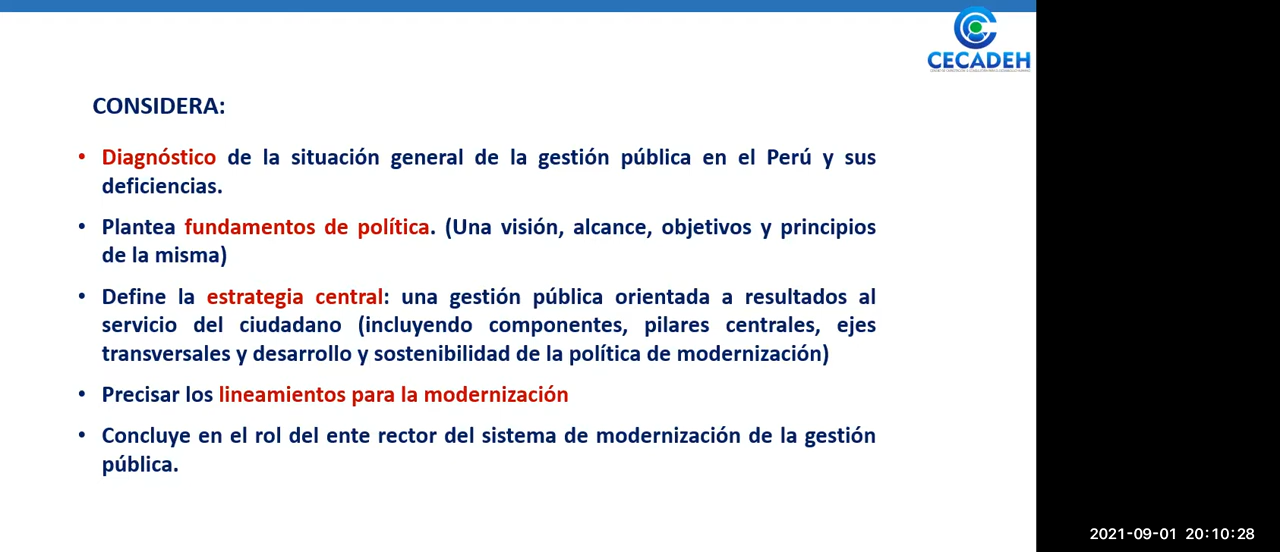 CECADEH
CONSIDERA:
• Diagnóstico de la situación general de la gestión pública en el Perú y sus
deficiencias.
• Plantea fundamentos de política. (Una visión, alcance, objetivos y principios
de la misma)
• Define la estrategia central: una gestión pública orientada a resultados al
servicio del ciudadano (incluyendo componentes, pilares centrales, ejes
transversales y desarrollo y sostenibilidad de la política de modernización)
• Precisar los lineamientos para la modernización
• Concluye en el rol del ente rector del sistema de modernización de la gestión
pública.
2021-09-01 20:10:28